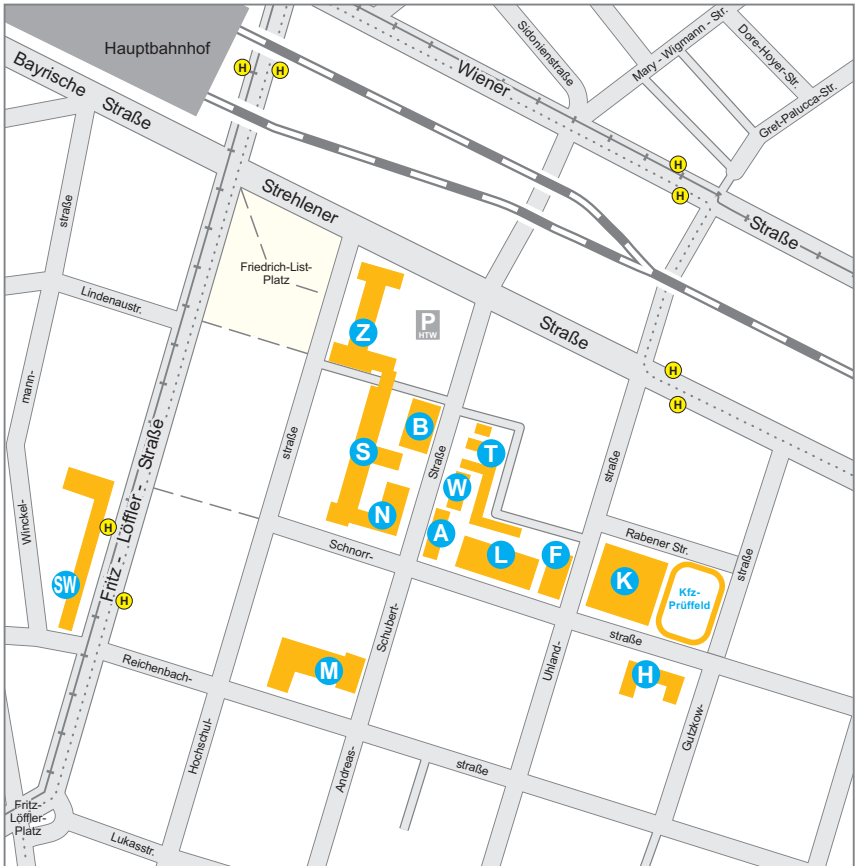 Hauptbahnhof
Bayrische
Straße
H
H
Wiener
Straße
Sidonienstraße
Mary - Wigmann - Str.
Dore-Hoyer-Str.
Gret-Palucca-Str.
H
H
Strehlener
Straße
straße
Friedrich-List-
Platz
Lindenaustr.
Z
P
HTW
H
H
mann-
Winckel-
Fritz - Löffler - Straße
straße
B
S
Straße
T
W
N
A
L
F
straße
Rabener Str.
K
Kfz-
Prüffeld
straße
H
SW
H
Schnorr-
straße
Reichenbach-
M
Schubert-
Uhland-
H
Gutzkow-
Hochschul-
Andreas-
straße
Fritz-
Löffler-
Platz
Lukasstr.